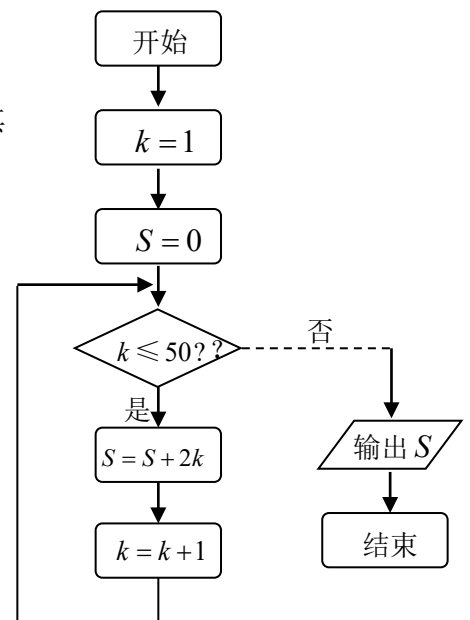 开始
k = 1
S = 0
k ≤ 50??
否
是
S = S + 2k
输出 S
k = k + 1
结束